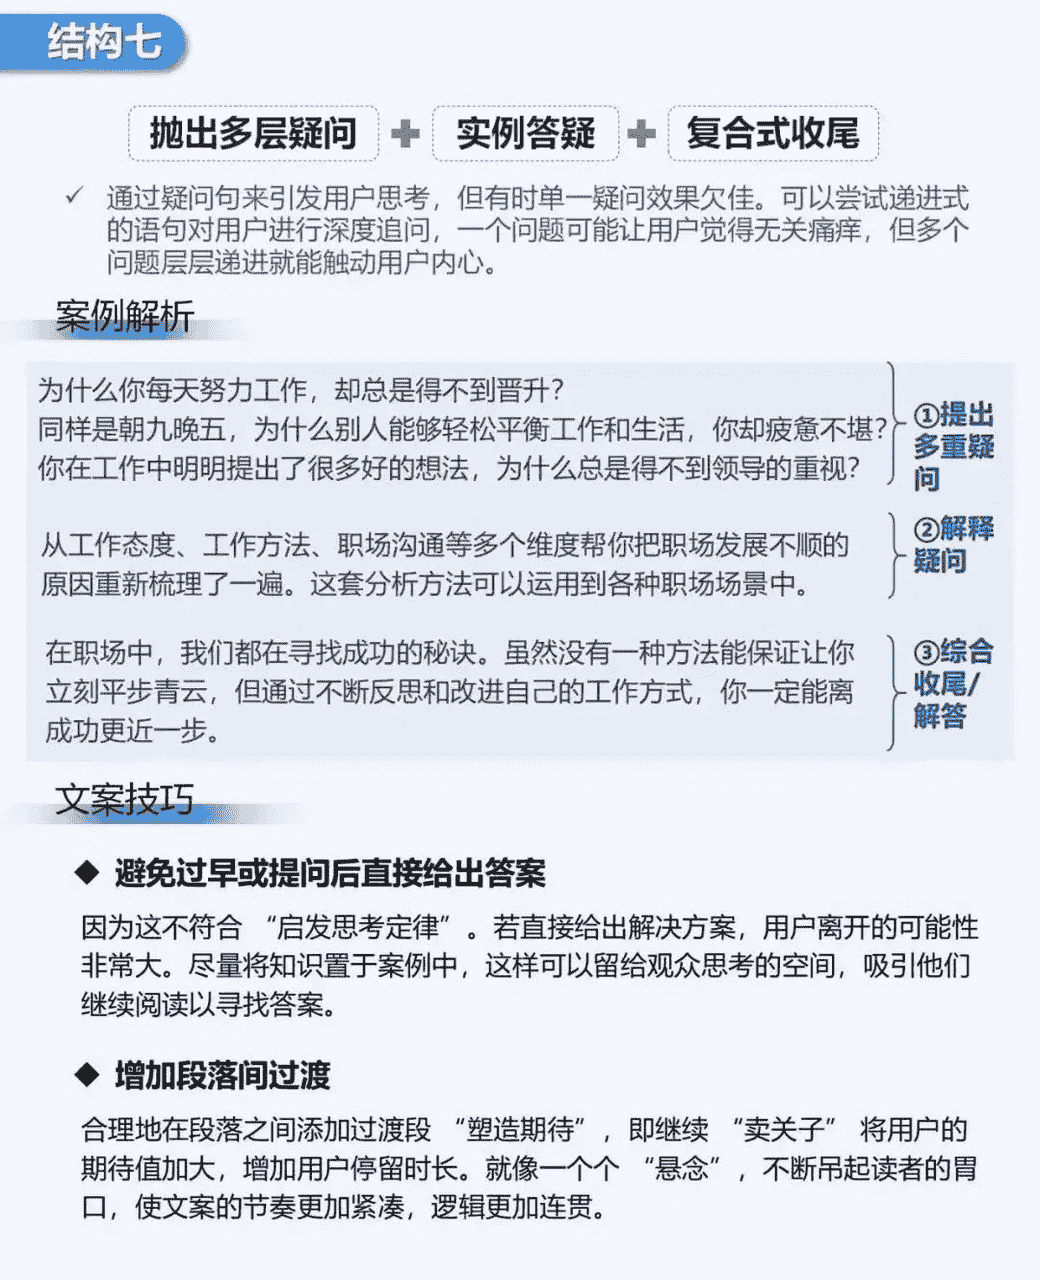 结构七
抛出多层疑问 + 实例答疑 + 复合式收尾
✓ 通过疑问句来引发用户思考，但有时单一疑问效果欠佳。可以尝试递进式
的语句对用户进行深度追问，一个问题可能让用户觉得无关痛痒，但多个
问题层层递进就能触动用户内心。
案例解析
为什么你每天努力工作，却总是得不到晋升？
同样是朝九晚五，为什么别人能够轻松平衡工作和生活，你却疲惫不堪？
你在工作中明明提出了很多好的想法，为什么总是得不到领导的重视？
①提出
多重疑
问
从工作态度、工作方法、职场沟通等多个维度帮你把职场发展不顺的
原因重新梳理了一遍。这套分析方法可以运用到各种职场场景中。
②解释
疑问
在职场中，我们都在寻找成功的秘诀。虽然没有一种方法能保证让你
立刻平步青云，但通过不断反思和改进自己的工作方式，你一定能离
成功更近一步。
③综合
收尾/
解答
文案技巧
◆ 避免过早或提问后直接给出答案
因为这不符合“启发思考定律”。若直接给出解决方案，用户离开的可能性
非常大。尽量将知识置于案例中，这样可以留给观众思考的空间，吸引他们
继续阅读以寻找答案。
◆ 增加段落间过渡
合理地在段落之间添加过渡段“塑造期待”，即继续“卖关子”将用户的
期待值加大，增加用户停留时长。就像一个个“悬念”，不断吊起读者的胃
口，使文案的节奏更加紧凑，逻辑更加连贯。